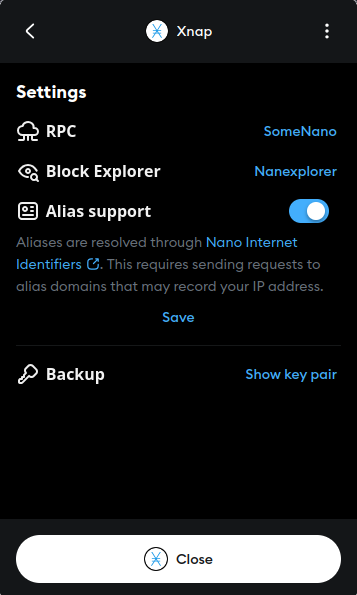 Xnap
Settings
RPC SomeNano
Block Explorer Nanexplorer
Alias support
Aliases are resolved through Nano Internet
Identifiers. This requires sending requests to
alias domains that may record your IP address.
Save
Backup Show key pair
Close